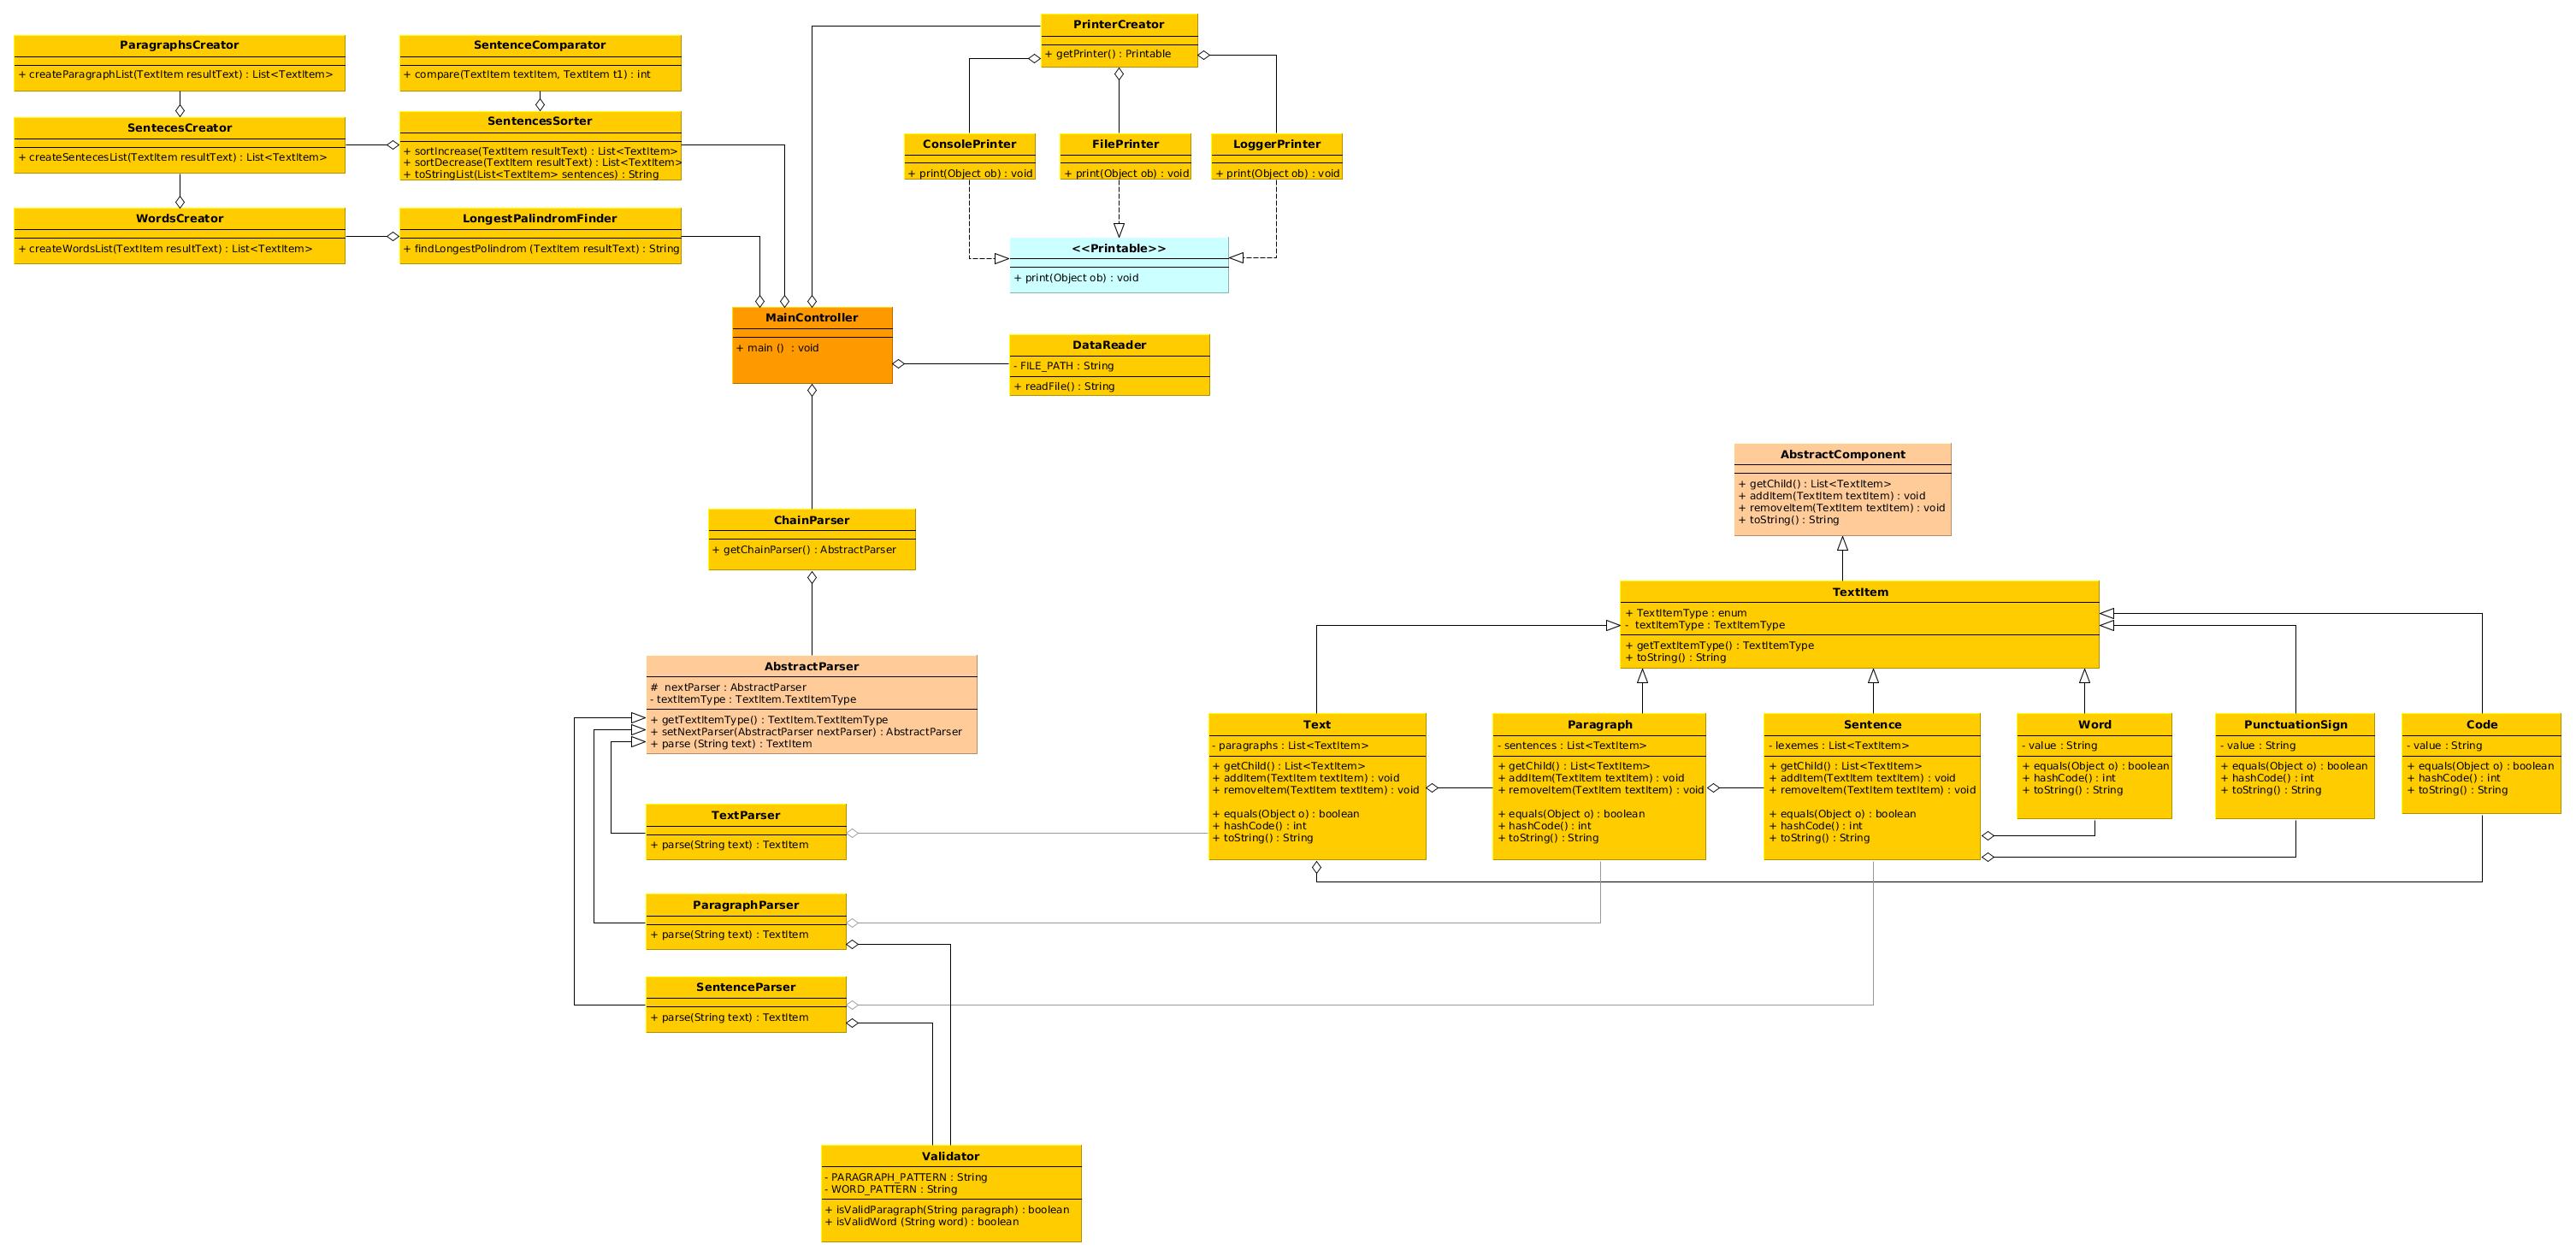 PrinterCreator
+ getPrinter() : Printable
ParagraphsCreator
+ createParagraphList(TextItem resultText) : List<TextItem>
SentenceComparator
+ compare(TextItem textItem, TextItem t1) : int
SentecesCreator
+ createSentecesList(TextItem resultText) : List<TextItem>
SentencesSorter
+ sortIncrease(TextItem resultText) : List<TextItem>
+ sortDecrease(TextItem resultText) : List<TextItem>
+ toStringList(List<TextItem> sentences) : String
ConsolePrinter
+ print(Object ob) : void
FilePrinter
+ print(Object ob) : void
LoggerPrinter
+ print(Object ob) : void
WordsCreator
+ createWordsList(TextItem resultText) : List<TextItem>
LongestPalindromFinder
+ findLongestPolindrom (TextItem resultText) : String
<<Printable>>
+ print(Object ob) : void
MainController
+ main () : void
DataReader
- FILE_PATH : String
+ readFile() : String
AbstractComponent
+ getChild() : List<TextItem>
+ addItem(TextItem textItem) : void
+ removeItem(TextItem textItem) : void
+ toString() : String
ChainParser
+ getChainParser() : AbstractParser
TextItem
+ TextItemType : enum
- textItemType : TextItemType
+ getTextItemType() : TextItemType
+ toString() : String
AbstractParser
# nextParser : AbstractParser
- textItemType : TextItem.TextItemType
+ getTextItemType() : TextItem.TextItemType
+ setNextParser(AbstractParser nextParser) : AbstractParser
+ parse (String text) : TextItem
Text
- paragraphs : List<TextItem>
+ getChild() : List<TextItem>
+ addItem(TextItem textItem) : void
+ removeItem(TextItem textItem) : void
+ equals(Object o) : boolean
+ hashCode() : int
+ toString() : String
Paragraph
- sentences : List<TextItem>
+ getChild() : List<TextItem>
+ addItem(TextItem textItem) : void
+ removeItem(TextItem textItem) : void
+ equals(Object o) : boolean
+ hashCode() : int
+ toString() : String
Sentence
- lexemes : List<TextItem>
+ getChild() : List<TextItem>
+ addItem(TextItem textItem) : void
+ removeItem(TextItem textItem) : void
+ equals(Object o) : boolean
+ hashCode() : int
+ toString() : String
Word
- value : String
+ equals(Object o) : boolean
+ hashCode() : int
+ toString() : String
PunctuationSign
- value : String
+ equals(Object o) : boolean
+ hashCode() : int
+ toString() : String
Code
- value : String
+ equals(Object o) : boolean
+ hashCode() : int
+ toString() : String
TextParser
+ parse(String text) : TextItem
ParagraphParser
+ parse(String text) : TextItem
SentenceParser
+ parse(String text) : TextItem
Validator
- PARAGRAPH_PATTERN : String
- WORD_PATTERN : String
+ isValidParagraph(String paragraph) : boolean
+ isValidWord (String word) : boolean